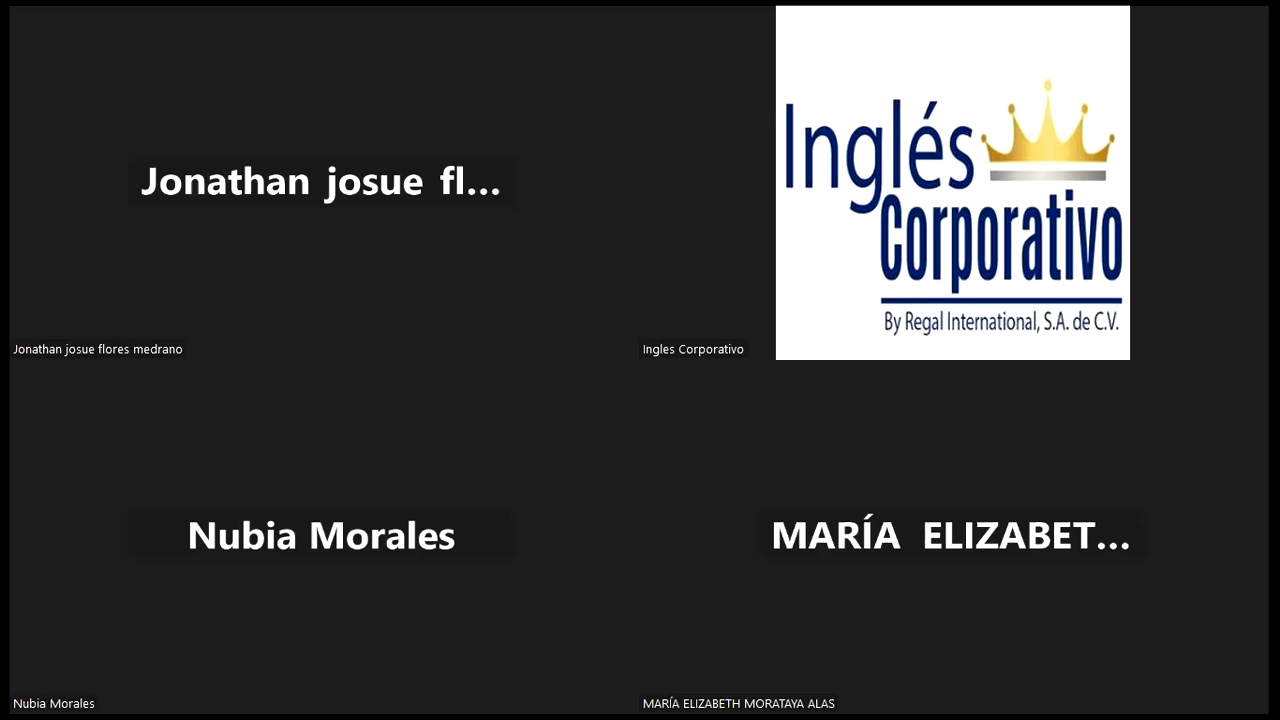 Jonathan josue fl...
Jonathan josue flores medrano
Inglés
Corporativo
By Regal International, S.A. de C.V.
Ingles Corporativo
Nubia Morales
Nubia Morales
MARÍA ELIZABET...
MARÍA ELIZABETH MORATAYA ALAS